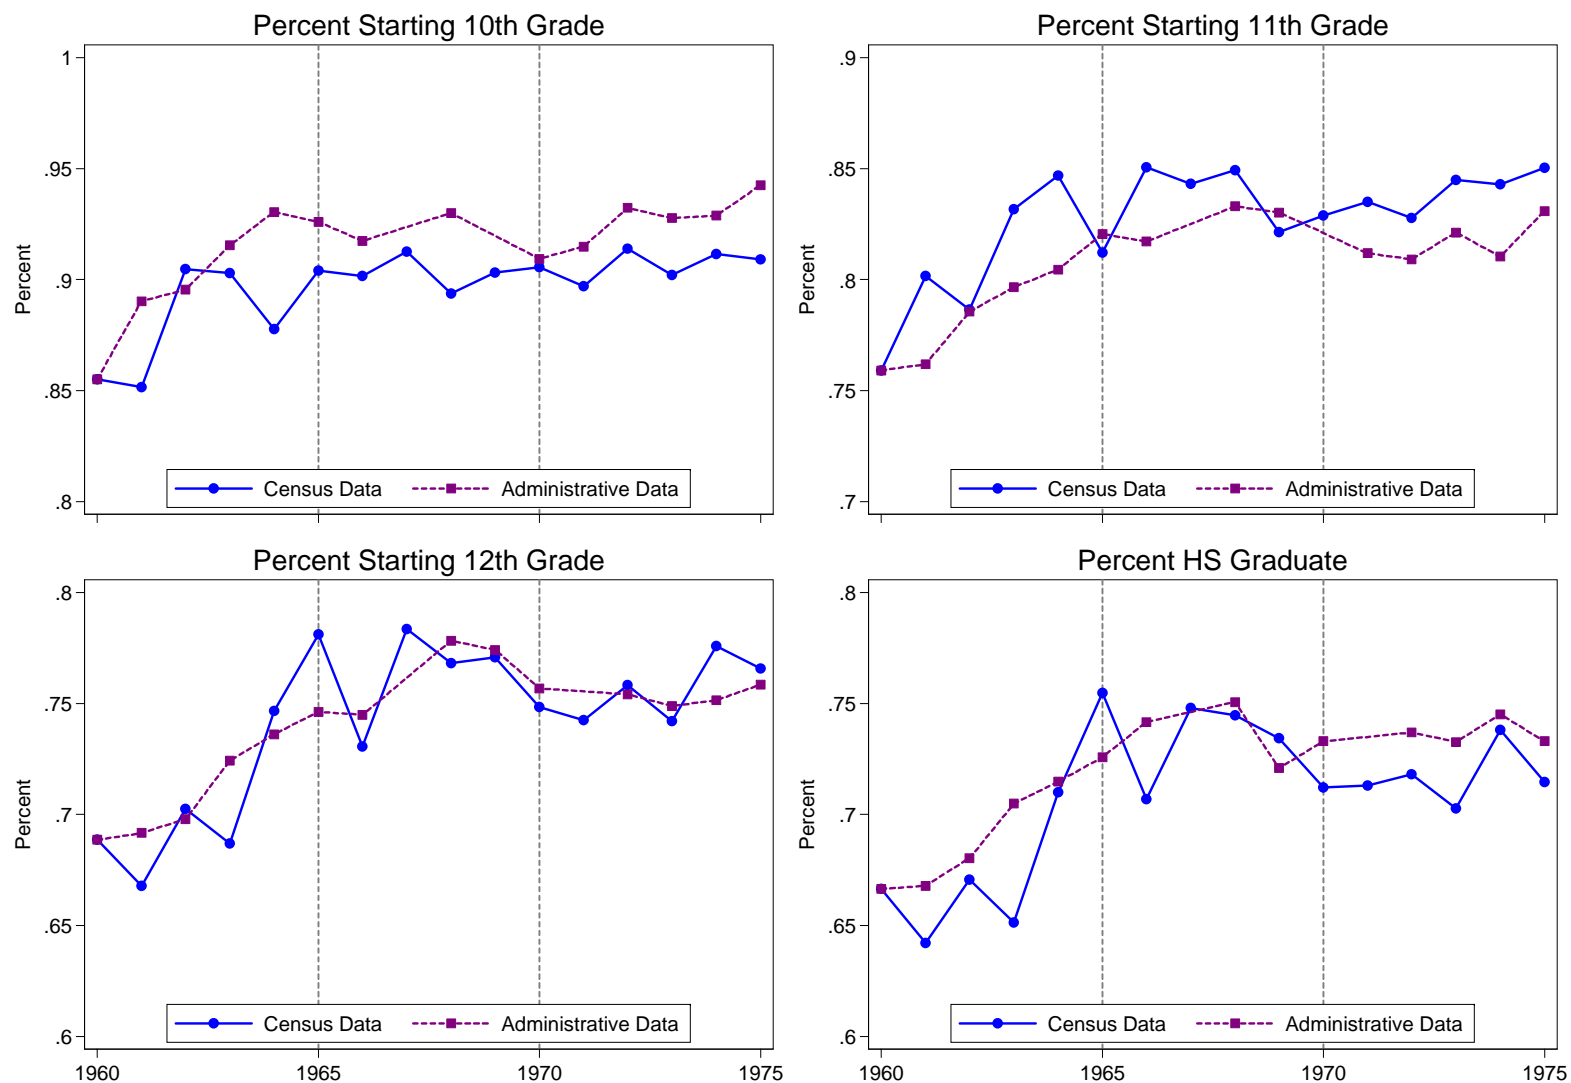 Percent Starting 10th Grade
1
.95
.9
.85
.8
Percent
Census Data Administrative Data
Percent Starting 11th Grade
.9
.85
.8
.75
.7
Percent
Census Data Administrative Data
Percent Starting 12th Grade
.8
.75
.7
.65
.6
Percent
Census Data Administrative Data
1960 1965 1970 1975
Percent HS Graduate
.8
.75
.7
.65
.6
Percent
Census Data Administrative Data
1960 1965 1970 1975